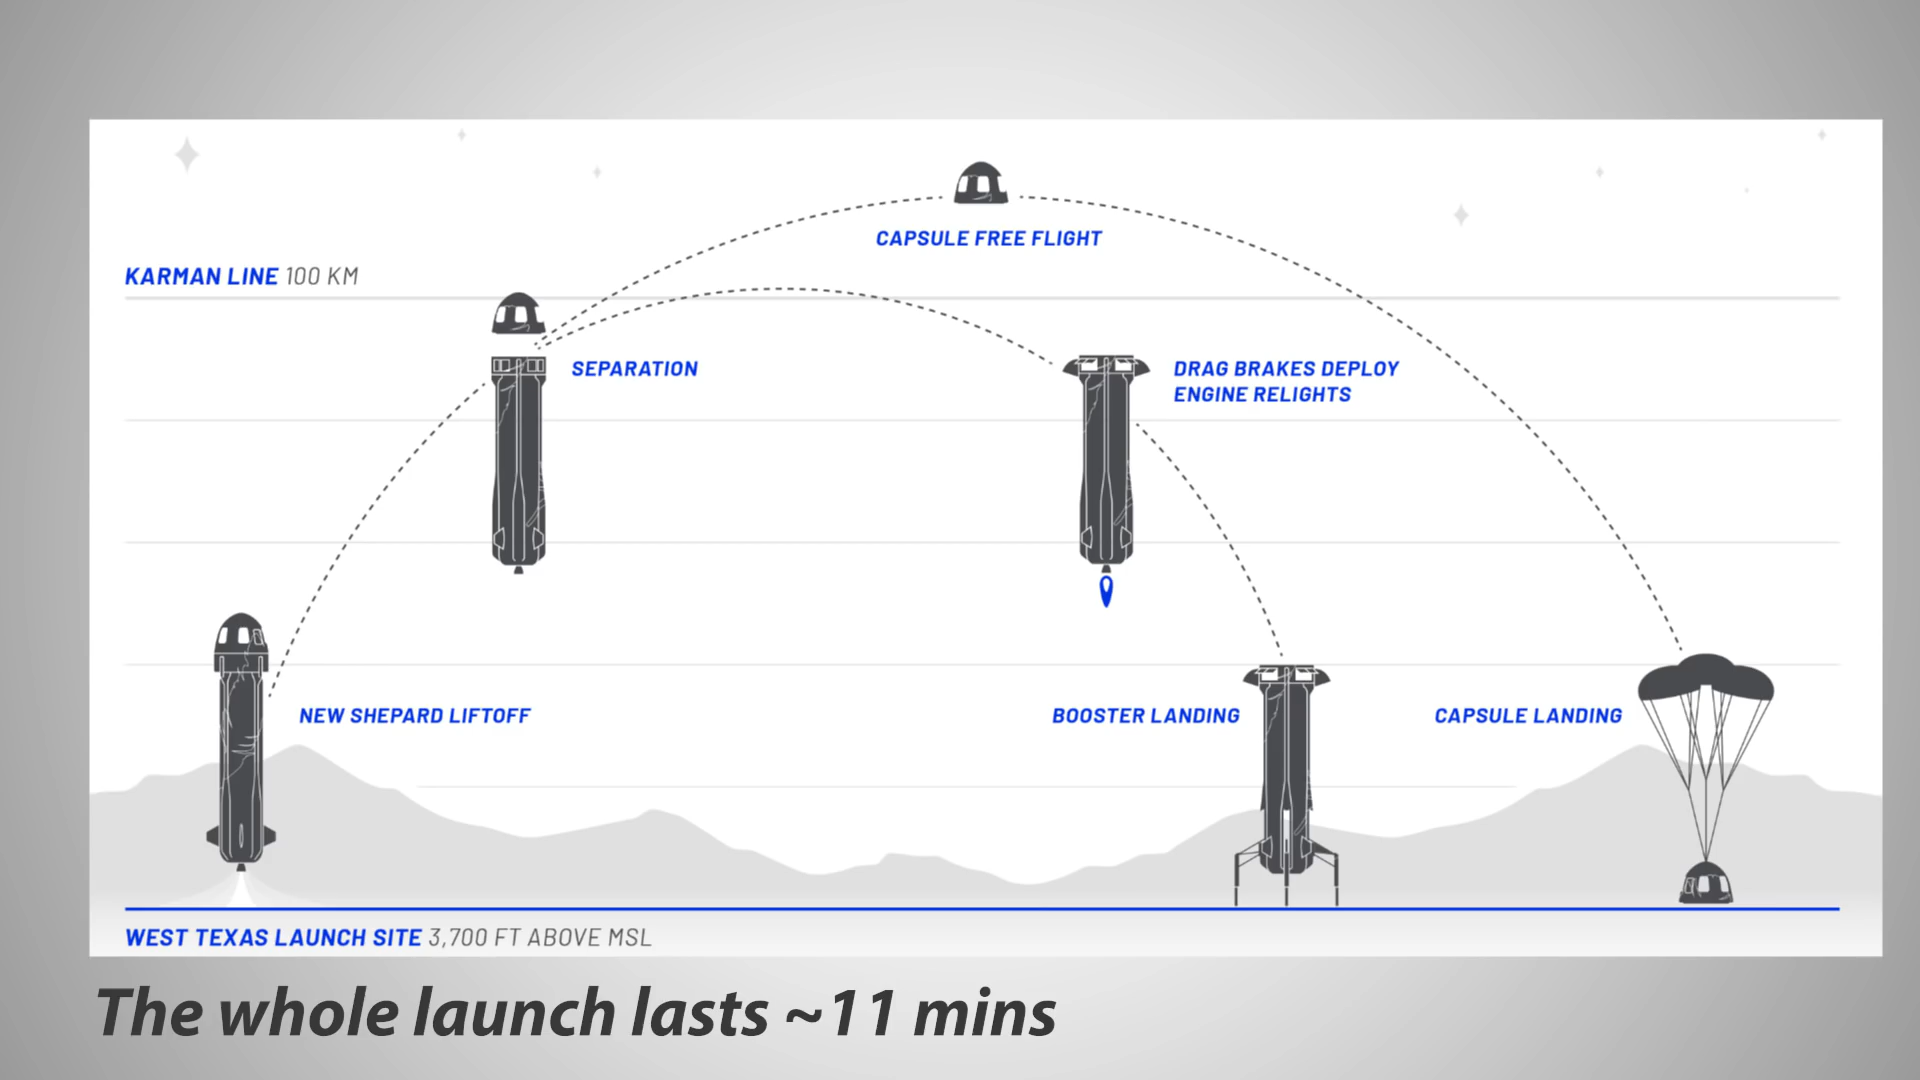 CAPSULE FREE FLIGHT
KARMAN LINE 100 KM
SEPARATION
DRAG BRAKES DEPLOY
ENGINE RELIGHTS
NEW SHEPARD LIFTOFF
BOOSTER LANDING
CAPSULE LANDING
WEST TEXAS LAUNCH SITE 3,700 FT ABOVE MSL
The whole launch lasts ~11 mins